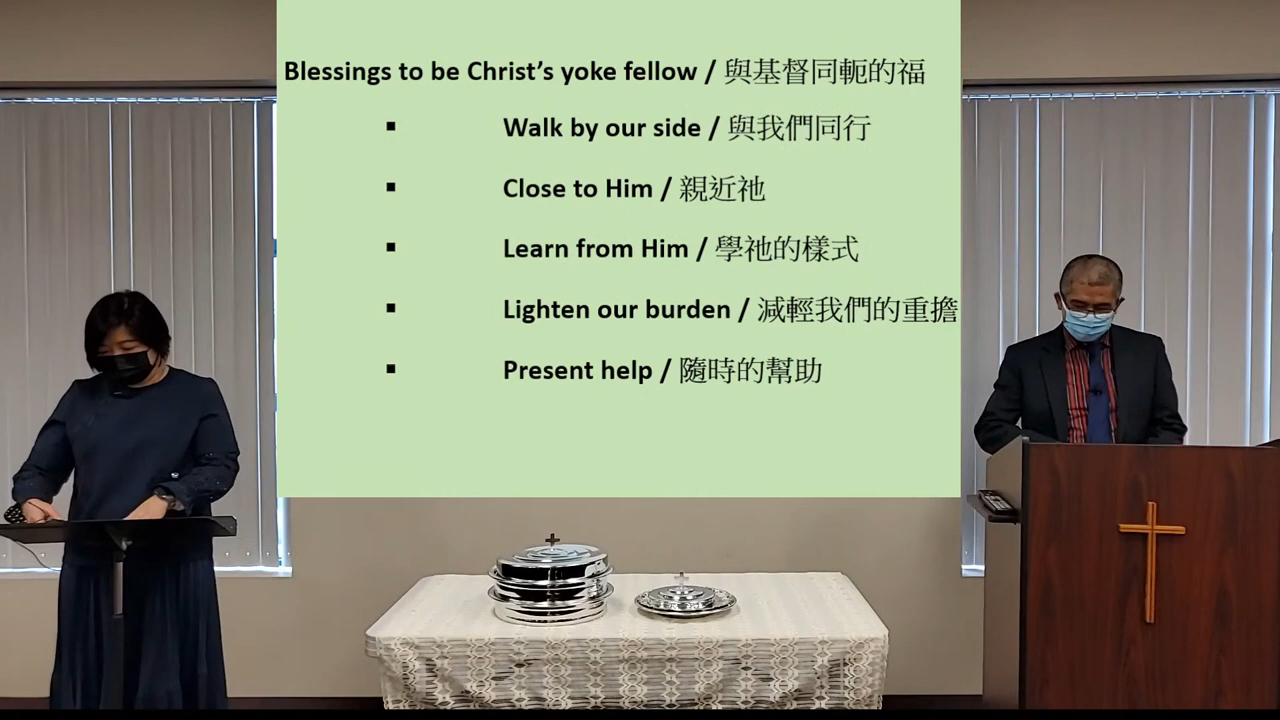 Blessings to be Christ's yoke fellow / 與基督同軛的福
▪ Walk by our side / 與我們同行
▪ Close to Him / 親近祂
▪ Learn from Him / 學祂的樣式
▪ Lighten our burden / 減輕我們的重擔
▪ Present help / 隨時的幫助